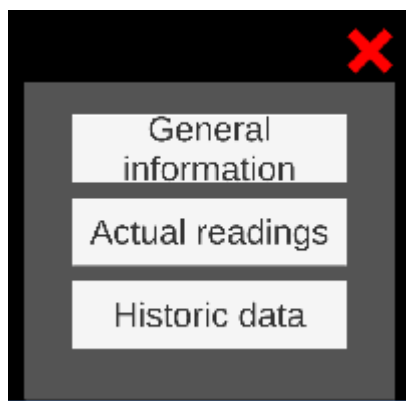 General
information
Actual readings
Historic data